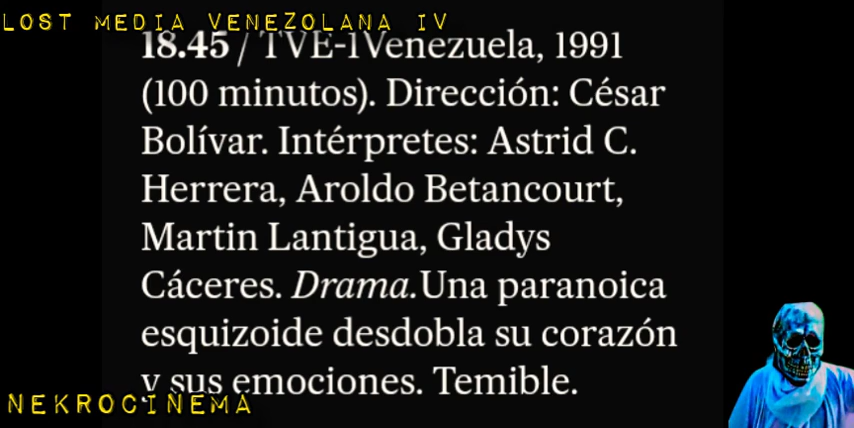 LOST MEDIA VENEZOLANA IV
18.45 / TVE-1Venezuela, 1991
(100 minutos). Dirección: César
Bolívar. Intérpretes: Astrid C.
Herrera, Aroldo Betancourt,
Martin Lantigua, Gladys
Cáceres. Drama.Una paranoica
esquizoide desdobla su corazón
y sus emociones. Temible.
NEKROCINEMA